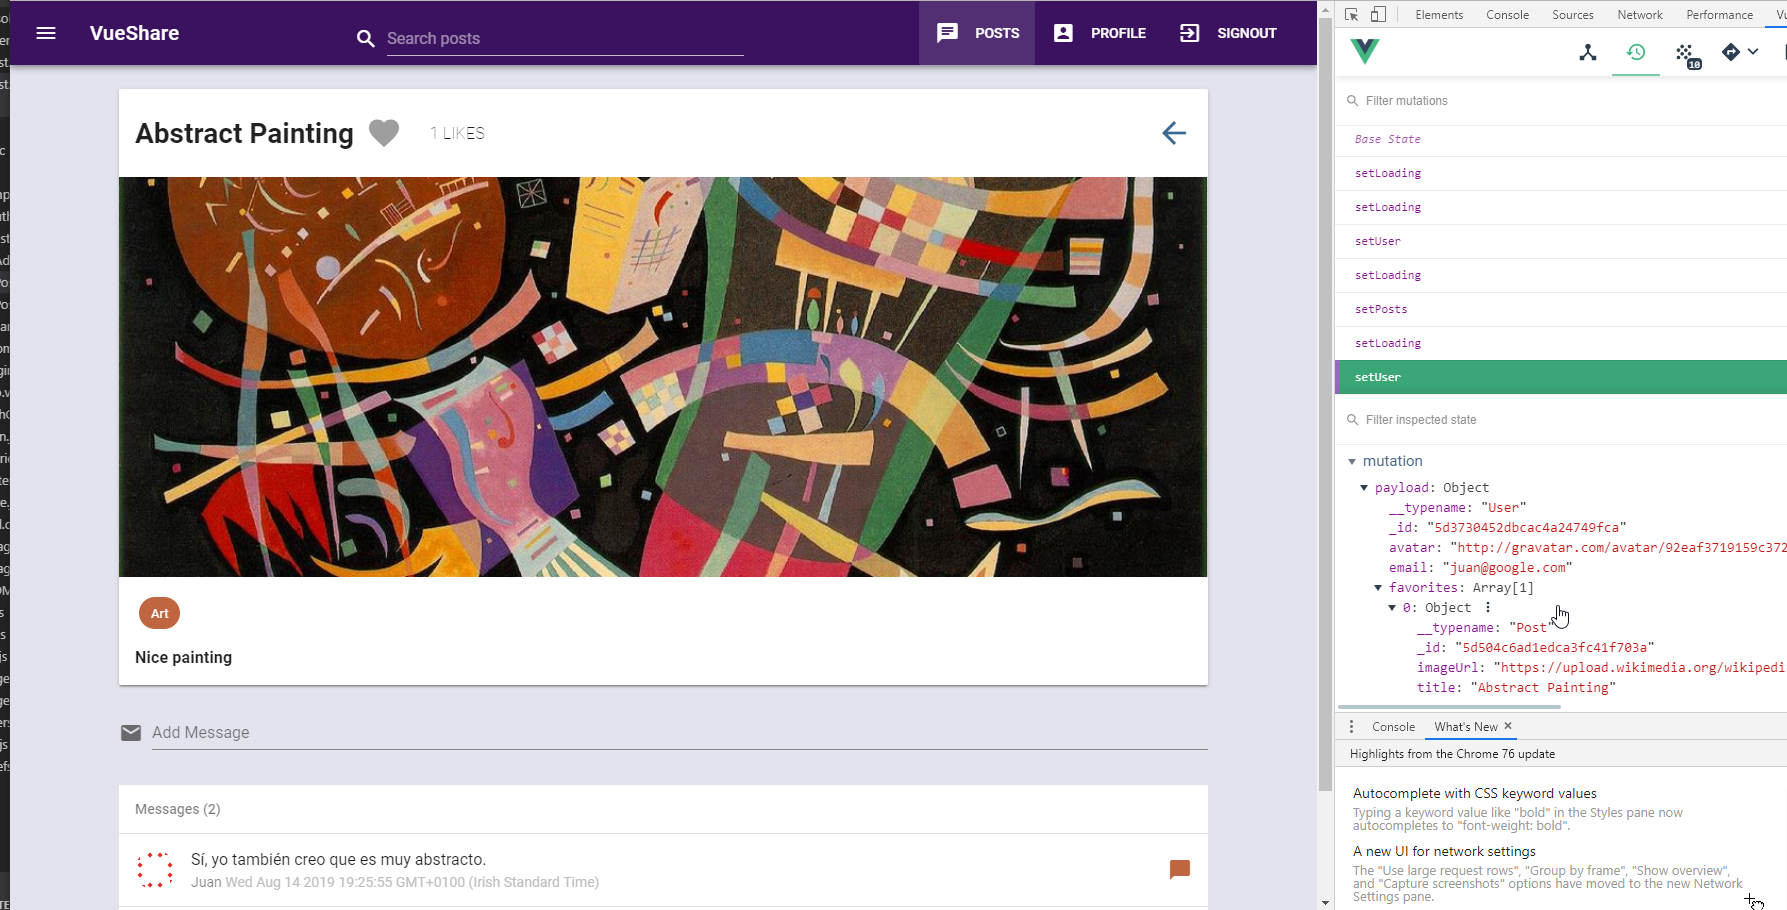 VueShare
Search posts
POSTS
PROFILE
SIGNOUT
Abstract Painting
1 LIKES
Art
Nice painting
Add Message
Messages (2)
Sí, yo también creo que es muy abstracto.
Juan Wed Aug 14 2019 19:25:55 GMT+0100 (Irish Standard Time)
Elements Console Sources Network Performance Vu
10
Filter mutations
Base State
setLoading
setLoading
setUser
setLoading
setPosts
setLoading
setUser
Filter inspected state
mutation
payload: Object
__typename: "User"
_id: "5d3730452dbcac4a24749fca"
avatar: "http://gravatar.com/avatar/92eaf3719159c372
email: "juan@google.com"
favorites: Array[1]
0: Object
__typename: "Post"
_id: "5d504c6ad1edca3fc41f703a"
imageUrl: "https://upload.wikimedia.org/wikipedi
title: "Abstract Painting"
Console What's New
Highlights from the Chrome 76 update
Autocomplete with CSS keyword values
Typing a keyword value like "bold" in the Styles pane now
autocompletes to "font-weight: bold".
A new UI for network settings
The "Use large request rows", "Group by frame", "Show overview",
and "Capture screenshots" options have moved to the new Network
Settings pane.